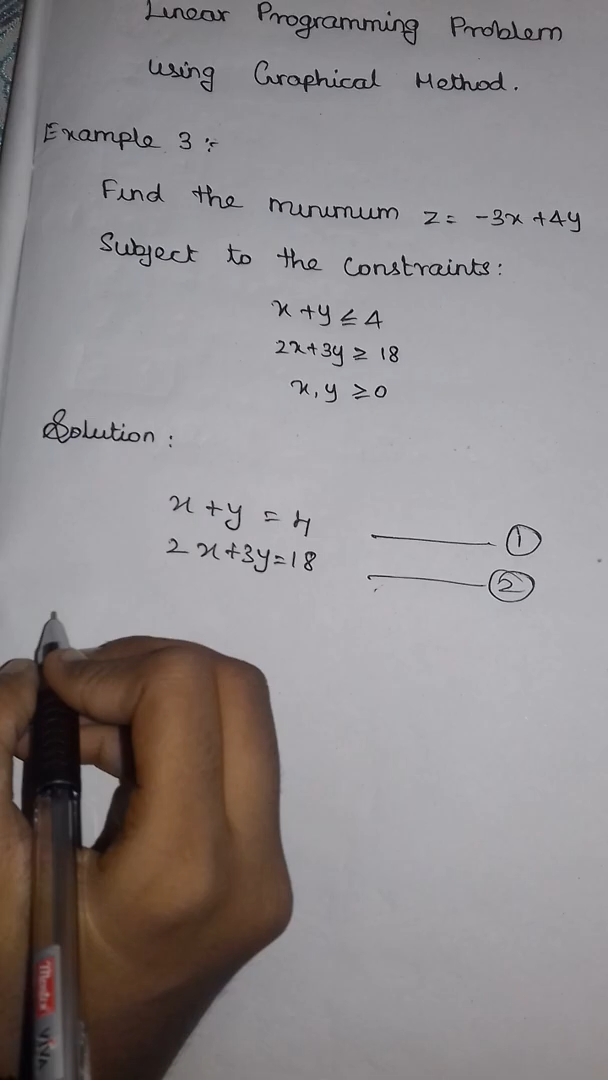 Linear Programming Problem
using Graphical Method.
Example 3 :-
Find the minimum z = -3x + 4y
Subject to the constraints:
x + y ≤ 4
2x + 3y ≥ 18
x, y ≥ 0
Solution :
x + y = 4 ——— ①
2x + 3y = 18 ——— ②
VIVA